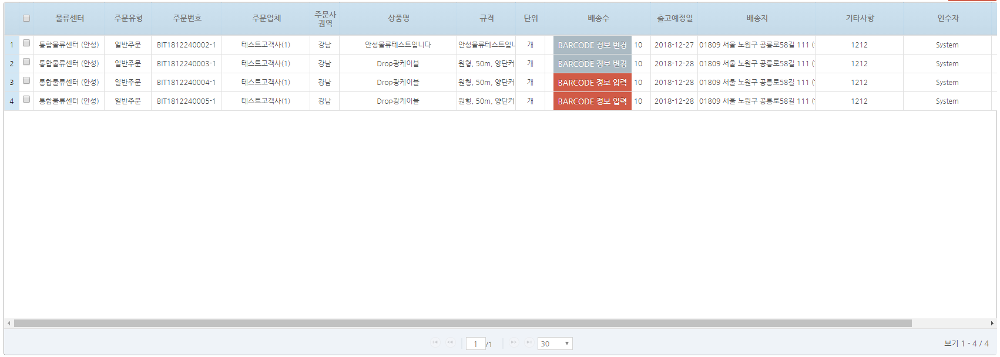 물류센터 주문유형 주문번호 주문업체 주문사 권역 상품명 규격 단위 배송수 출고예정일 배송지 기타사항 인수자
1 통합물류센터 (안성) 일반주문 BIT1812240002-1 테스트고객사(1) 강남 안성물류테스트입니다 안성물류테스트입니 개 BARCODE 정보 변경 10 2018-12-27 01809 서울 노원구 공릉로58길 111 ( 1212 System
2 통합물류센터 (안성) 일반주문 BIT1812240003-1 테스트고객사(1) 강남 Drop광케이블 원형, 50m, 양단커 개 BARCODE 정보 변경 10 2018-12-28 01809 서울 노원구 공릉로58길 111 ( 1212 System
3 통합물류센터 (안성) 일반주문 BIT1812240004-1 테스트고객사(1) 강남 Drop광케이블 원형, 50m, 양단커 개 BARCODE 정보 입력 10 2018-12-28 01809 서울 노원구 공릉로58길 111 ( 1212 System
4 통합물류센터 (안성) 일반주문 BIT1812240005-1 테스트고객사(1) 강남 Drop광케이블 원형, 50m, 양단커 개 BARCODE 정보 입력 10 2018-12-28 01809 서울 노원구 공릉로58길 111 ( 1212 System
1 /1 30 보기 1 - 4 / 4